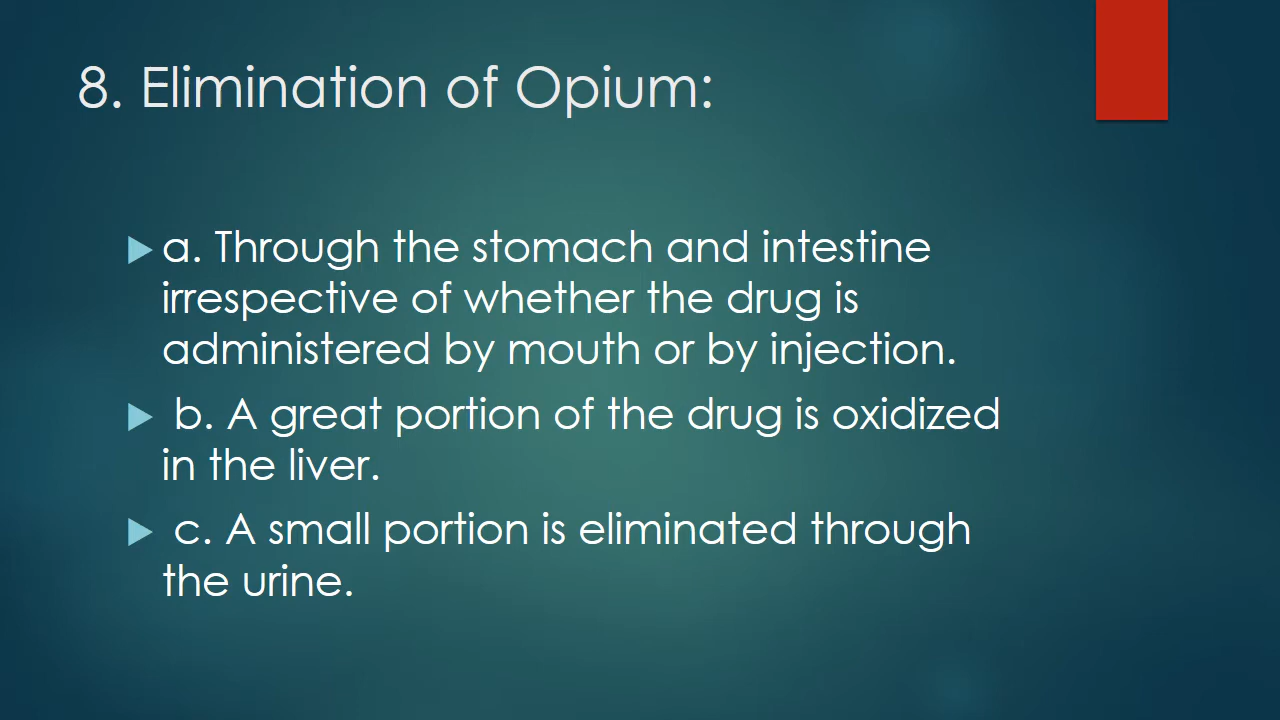 8. Elimination of Opium:
a. Through the stomach and intestine
irrespective of whether the drug is
administered by mouth or by injection.
b. A great portion of the drug is oxidized
in the liver.
c. A small portion is eliminated through
the urine.